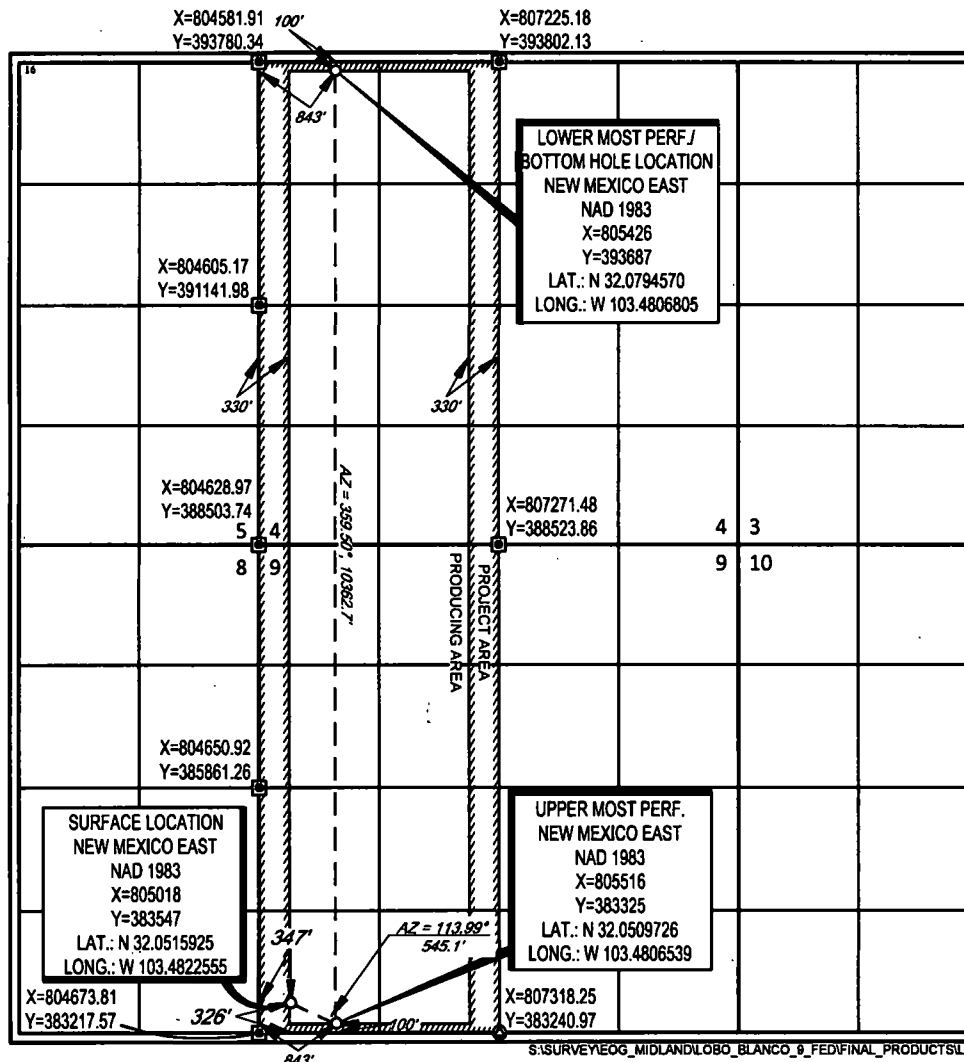 X=804581.91
Y=393780.34
100'
X=807225.18
Y=393802.13
16
843'
LOWER MOST PERF./
BOTTOM HOLE LOCATION
NEW MEXICO EAST
NAD 1983
X=805426
Y=393687
LAT.: N 32.0794570
LONG.: W 103.4806805
X=804605.17
Y=391141.98
330'
330'
X=804628.97
Y=388503.74
AZ = 359.50°, 10362.7'
X=807271.48
Y=388523.86
5 4
8 9
4 3
9 10
PRODUCING AREA
PROJECT AREA
X=804650.92
Y=385861.26
SURFACE LOCATION
NEW MEXICO EAST
NAD 1983
X=805018
Y=383547
LAT.: N 32.0515925
LONG.: W 103.4822555
UPPER MOST PERF.
NEW MEXICO EAST
NAD 1983
X=805516
Y=383325
LAT.: N 32.0509726
LONG.: W 103.4806539
347'
AZ = 113.99°
545.1'
X=804673.81
Y=383217.57
326'
100'
X=807318.25
Y=383240.97
843'
S:\SURVEY\EOG_MIDLAND\LOBO_BLANCO_9_FED\FINAL_PRODUCTS\L